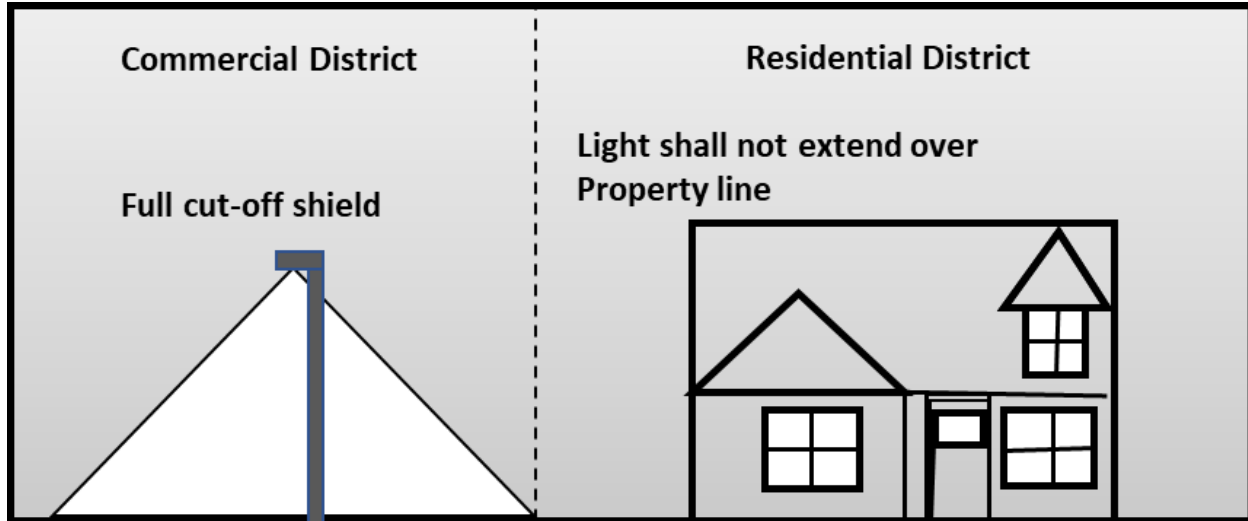 Commercial District
Residential District
Light shall not extend over
Property line
Full cut-off shield